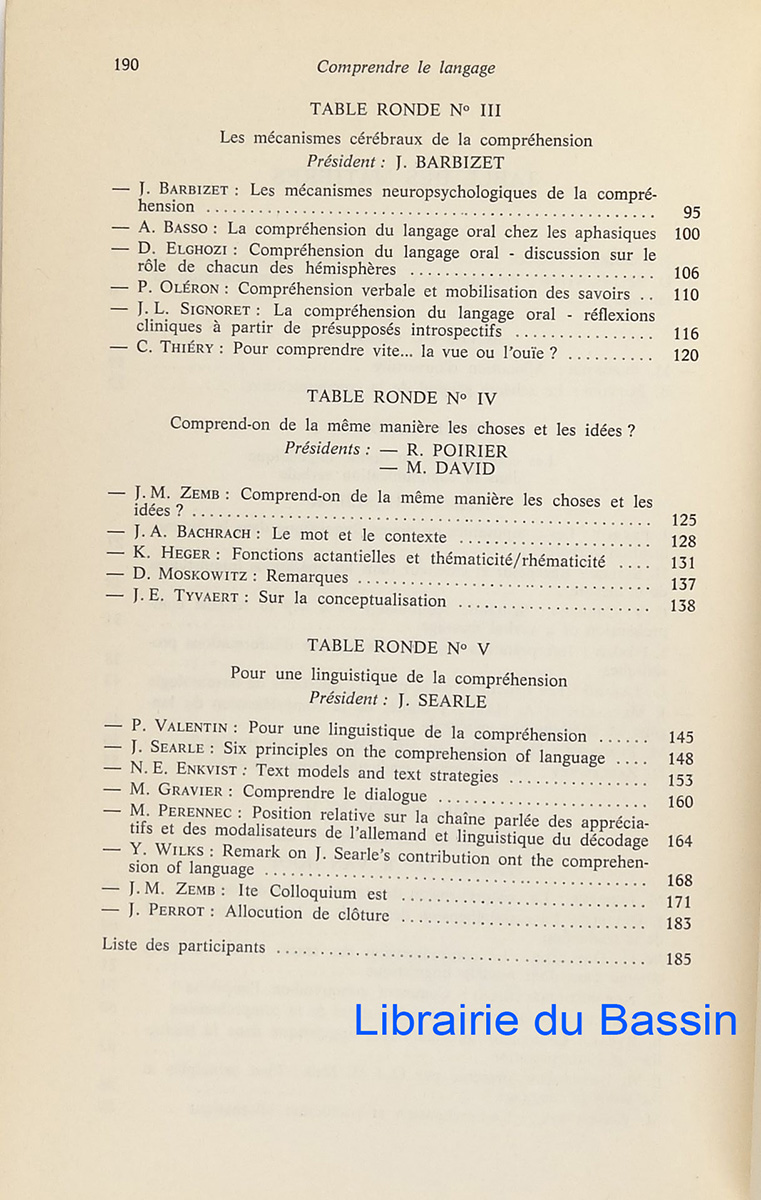 190 Comprendre le langage
TABLE RONDE Nº III
Les mécanismes cérébraux de la compréhension
Président : J. BARBIZET
— J. BARBIZET : Les mécanismes neuropsychologiques de la compré-
hension ........................................................ 95
— A. BASSO : La compréhension du langage oral chez les aphasiques 100
— D. ELGHOZI : Compréhension du langage oral - discussion sur le
rôle de chacun des hémisphères ............................ 106
— P. OLÉRON : Compréhension verbale et mobilisation des savoirs .. 110
— J. L. SIGNORET : La compréhension du langage oral - réflexions
cliniques à partir de présupposés introspectifs ................ 116
— C. THIÉRY : Pour comprendre vite... la vue ou l'ouïe ? .......... 120
TABLE RONDE Nº IV
Comprend-on de la même manière les choses et les idées ?
Présidents : — R. POIRIER
— M. DAVID
— J. M. ZEMB : Comprend-on de la même manière les choses et les
idées ? ........................................................ 125
— J. A. BACHRACH : Le mot et le contexte ...................... 128
— K. HEGER : Fonctions actantielles et thématicité/rhématicité .... 131
— D. MOSKOWITZ : Remarques .................................. 137
— J. E. TYVAERT : Sur la conceptualisation ...................... 138
TABLE RONDE Nº V
Pour une linguistique de la compréhension
Président : J. SEARLE
— P. VALENTIN : Pour une linguistique de la compréhension ...... 145
— J. SEARLE : Six principles on the comprehension of language .... 148
— N. E. ENKVIST : Text models and text strategies ................ 153
— M. GRAVIER : Comprendre le dialogue ........................ 160
— M. PERENNEC : Position relative sur la chaîne parlée des apprécia-
tifs et des modalisateurs de l'allemand et linguistique du décodage 164
— Y. WILKS : Remark on J. Searle's contribution ont the comprehen-
sion of language ............................................ 168
— J. M. ZEMB : Ite Colloquium est ............................ 171
— J. PERROT : Allocution de clôture ............................ 183
Liste des participants .......................................... 185
Librairie du Bassin